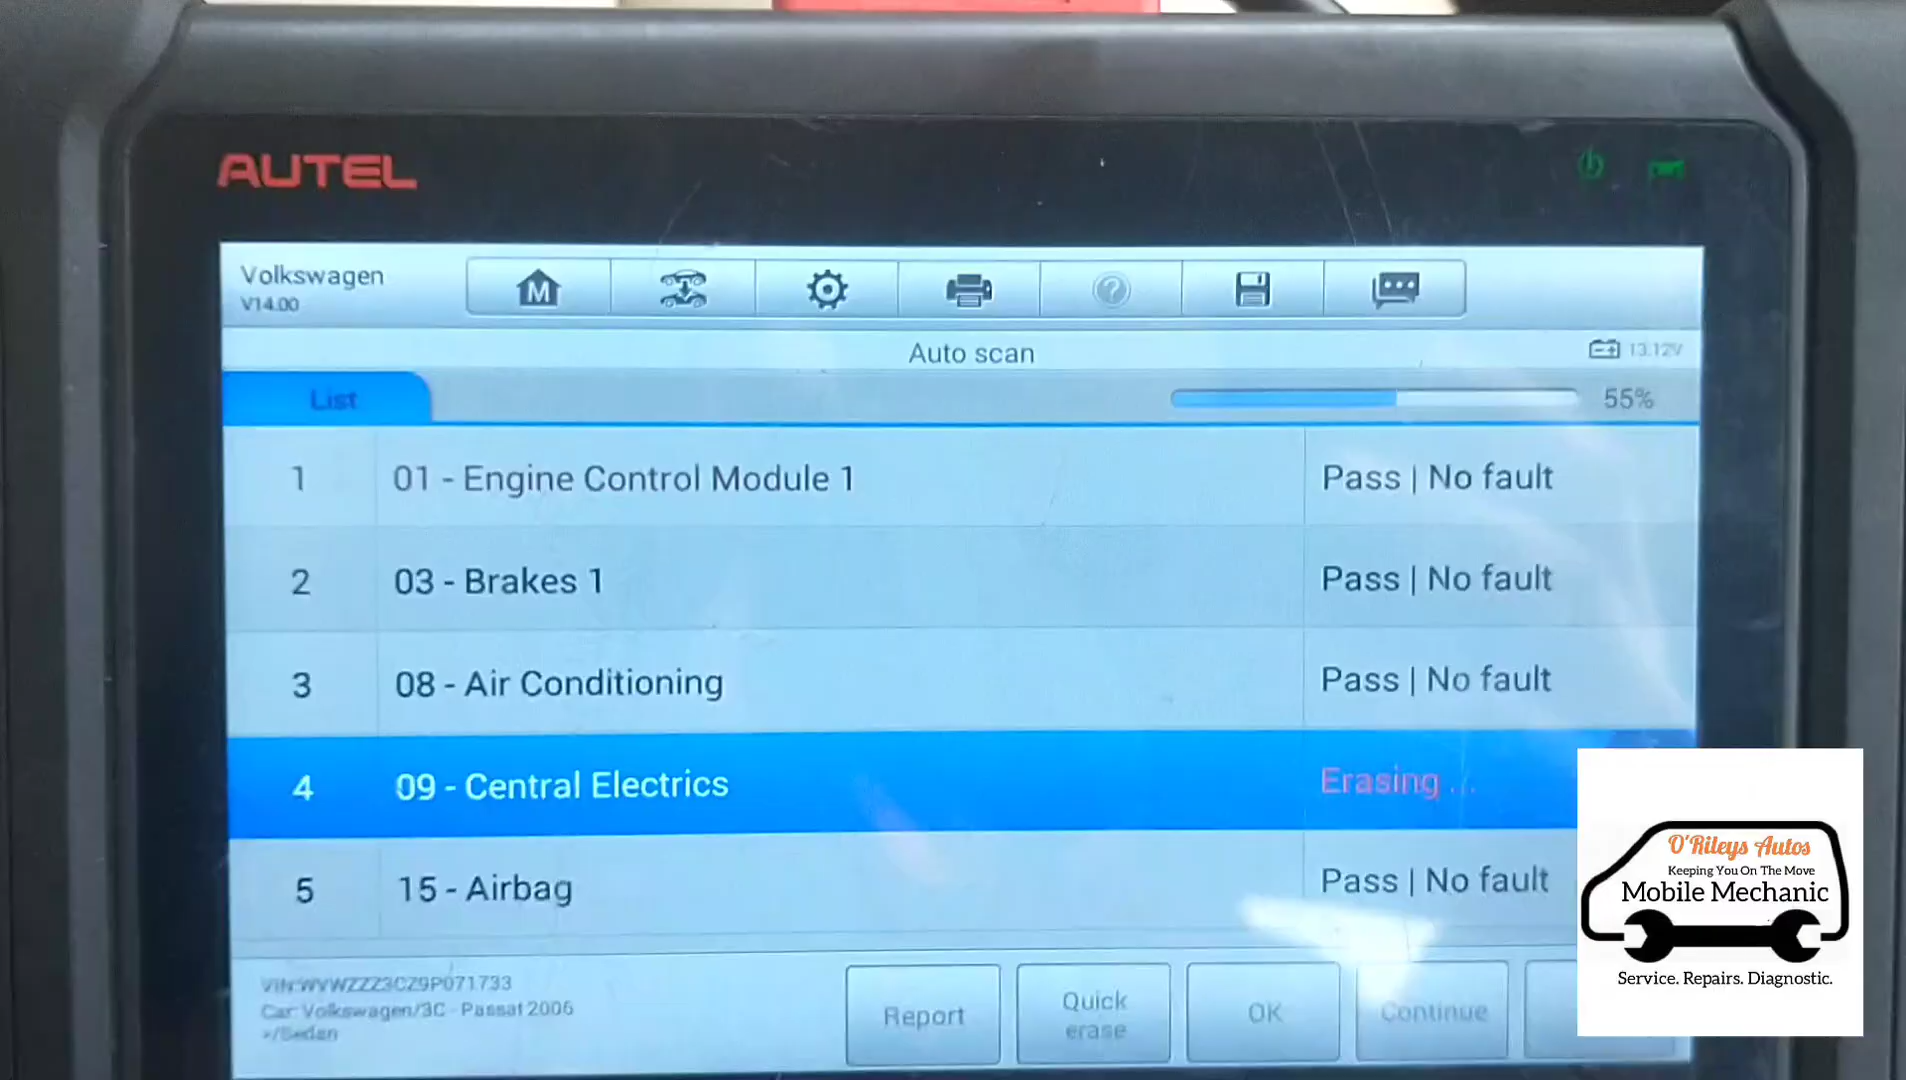 AUTEL
Volkswagen
V14.00
M
Auto scan
13.12V
List
55%
1 01 - Engine Control Module 1 Pass | No fault
2 03 - Brakes 1 Pass | No fault
3 08 - Air Conditioning Pass | No fault
4 09 - Central Electrics Erasing ...
5 15 - Airbag Pass | No fault
VIN:WVWZZZ3CZ9P071733
Car: Volkswagen/3C - Passat 2006
>/Sedan
Report
Quick
erase
OK
Continue
O'Rileys Autos
Keeping You On The Move
Mobile Mechanic
Service. Repairs. Diagnostic.